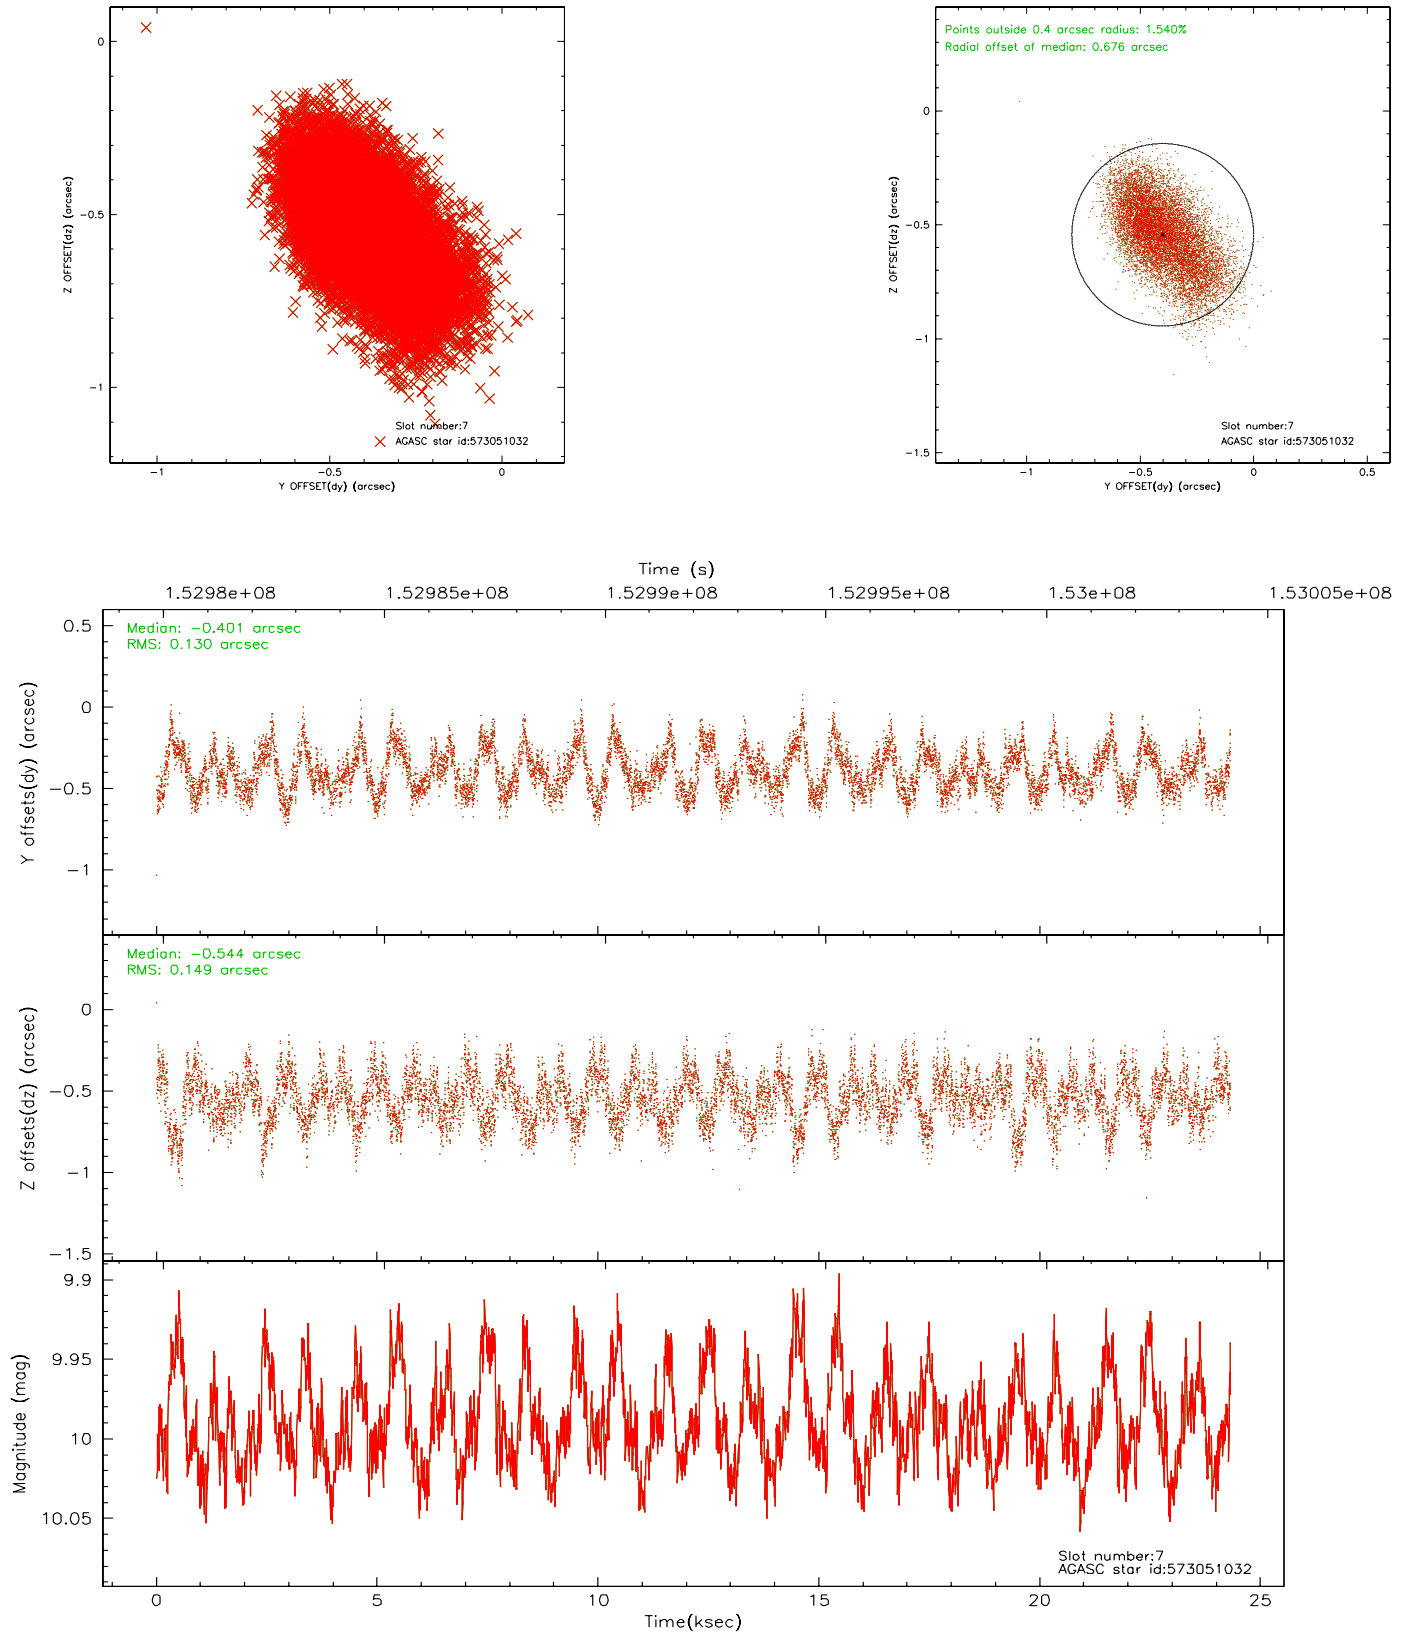 0
−0.5
−1
Z OFFSET(dz) (arcsec)
Slot number:7
AGASC star id:573051032
−1
−0.5
0
Y OFFSET(dy) (arcsec)
Points outside 0.4 arcsec radius: 1.540%
Radial offset of median: 0.676 arcsec
0
−0.5
−1
−1.5
Z OFFSET(dz) (arcsec)
Slot number:7
AGASC star id:573051032
−1
−0.5
0
0.5
Y OFFSET(dy) (arcsec)
Time (s)
1.5298e+08
1.52985e+08
1.5299e+08
1.52995e+08
1.53e+08
1.53005e+08
Median: −0.401 arcsec
RMS: 0.130 arcsec
0.5
0
−0.5
−1
Y offsets(dy) (arcsec)
Median: −0.544 arcsec
RMS: 0.149 arcsec
0
−0.5
−1
−1.5
Z offsets(dz) (arcsec)
9.9
9.95
10
10.05
Magnitude (mag)
Slot number:7
AGASC star id:573051032
0
5
10
15
20
25
Time(ksec)